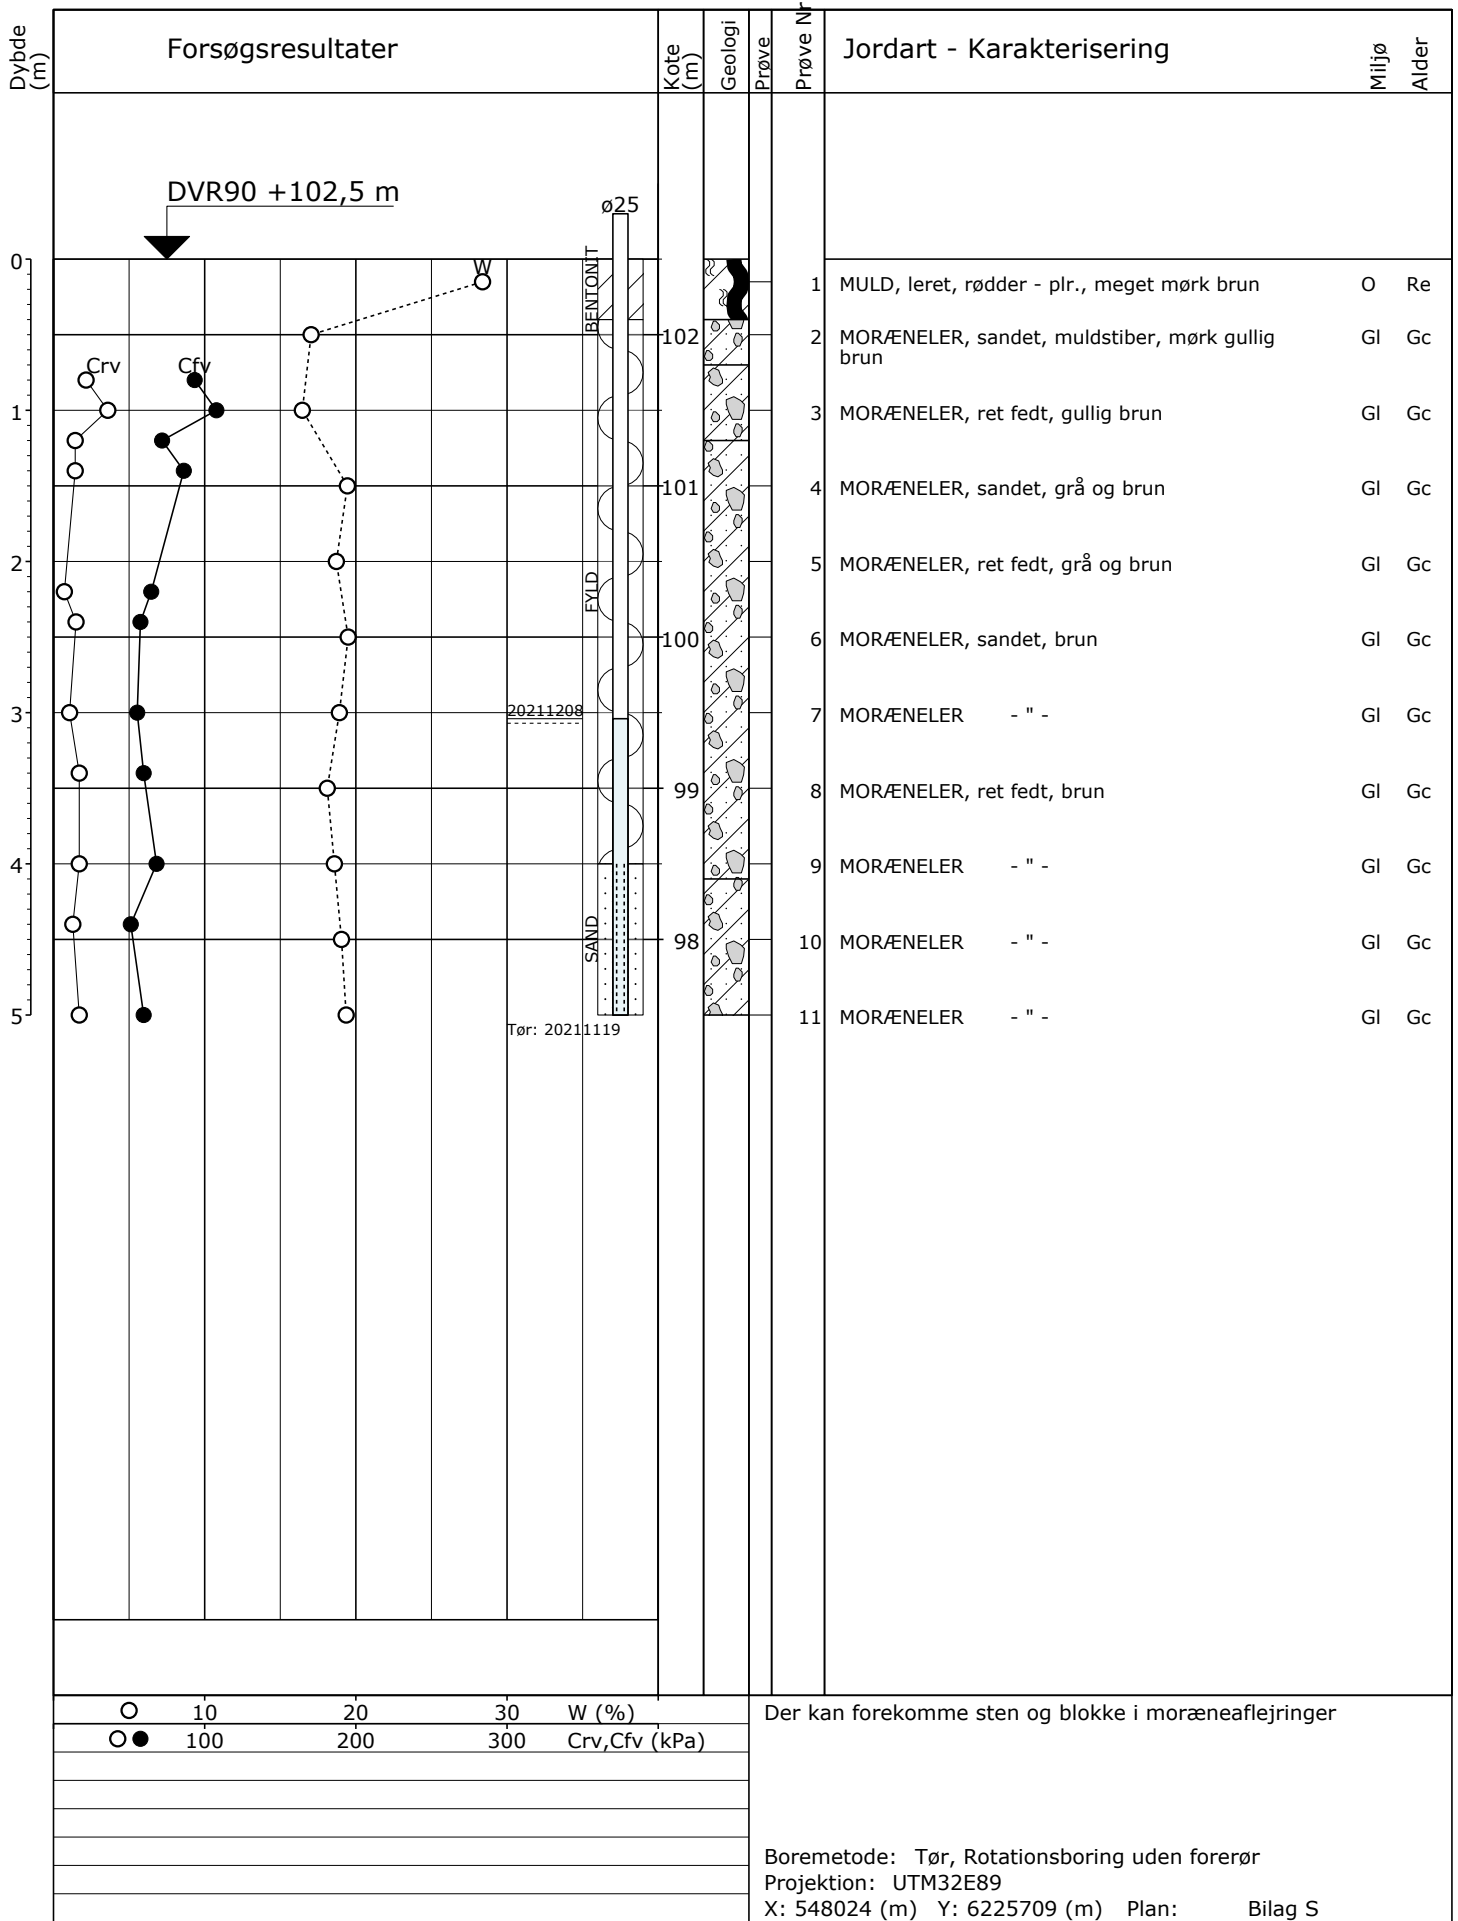 Dybde (m)
Forsøgsresultater
Kote (m)
Geologi
Prøve
Prøve Nr
Jordart - Karakterisering
Miljø
Alder
DVR90 +102,5 m
ø25
BENTONIT
W
0
1 MULD, leret, rødder - plr., meget mørk brun O Re
102
2 MORÆNELER, sandet, muldstiber, mørk gullig brun Gl Gc
Crv
Cfv
1
3 MORÆNELER, ret fedt, gullig brun Gl Gc
101
4 MORÆNELER, sandet, grå og brun Gl Gc
2
FYLD
5 MORÆNELER, ret fedt, grå og brun Gl Gc
100
6 MORÆNELER, sandet, brun Gl Gc
3
20211208
7 MORÆNELER - " - Gl Gc
99
8 MORÆNELER, ret fedt, brun Gl Gc
4
9 MORÆNELER - " - Gl Gc
SAND
98
10 MORÆNELER - " - Gl Gc
5
Tør: 20211119
11 MORÆNELER - " - Gl Gc
10 20 30 W (%)
100 200 300 Crv,Cfv (kPa)
Der kan forekomme sten og blokke i moræneaflejringer
Boremetode: Tør, Rotationsboring uden forerør
Projektion: UTM32E89
X: 548024 (m) Y: 6225709 (m) Plan: Bilag S